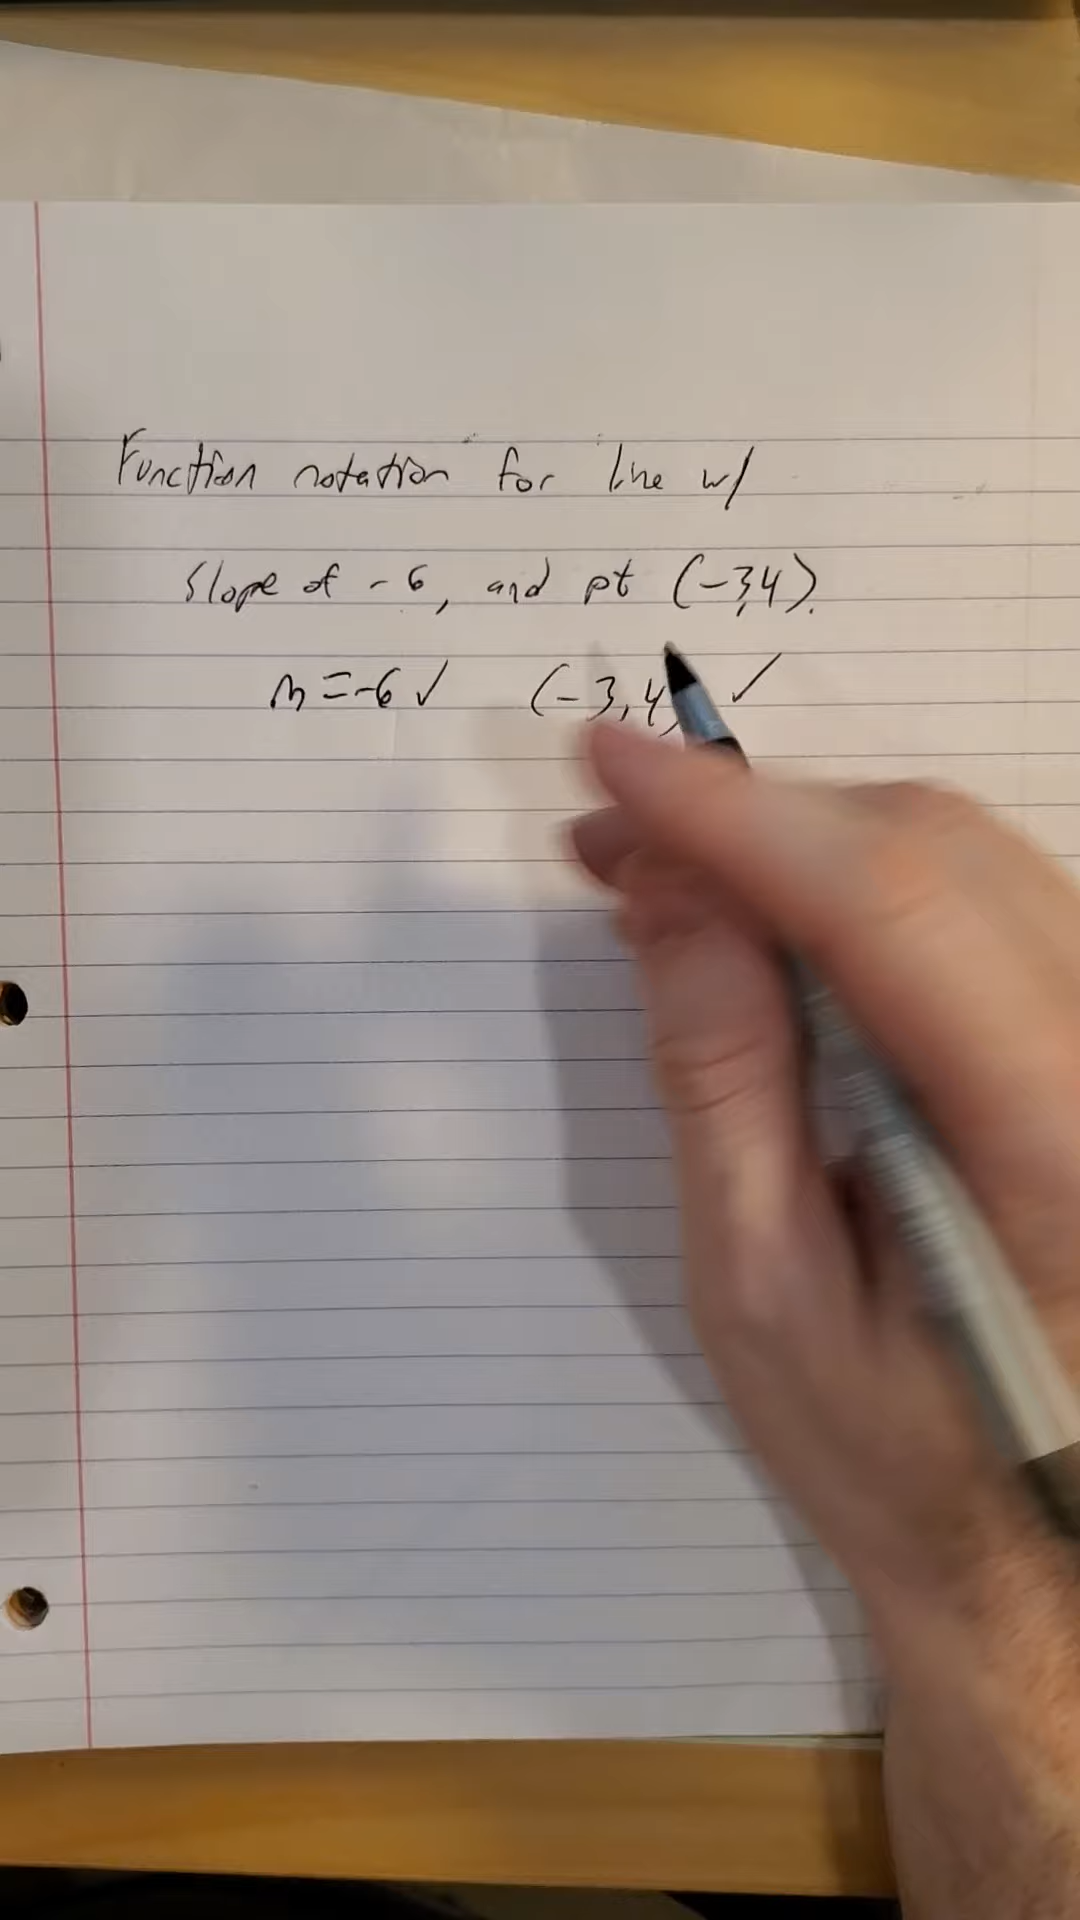 Function notation for line w/
Slope of -6, and pt (-3,4).
m=-6 ✓ (-3,4) ✓